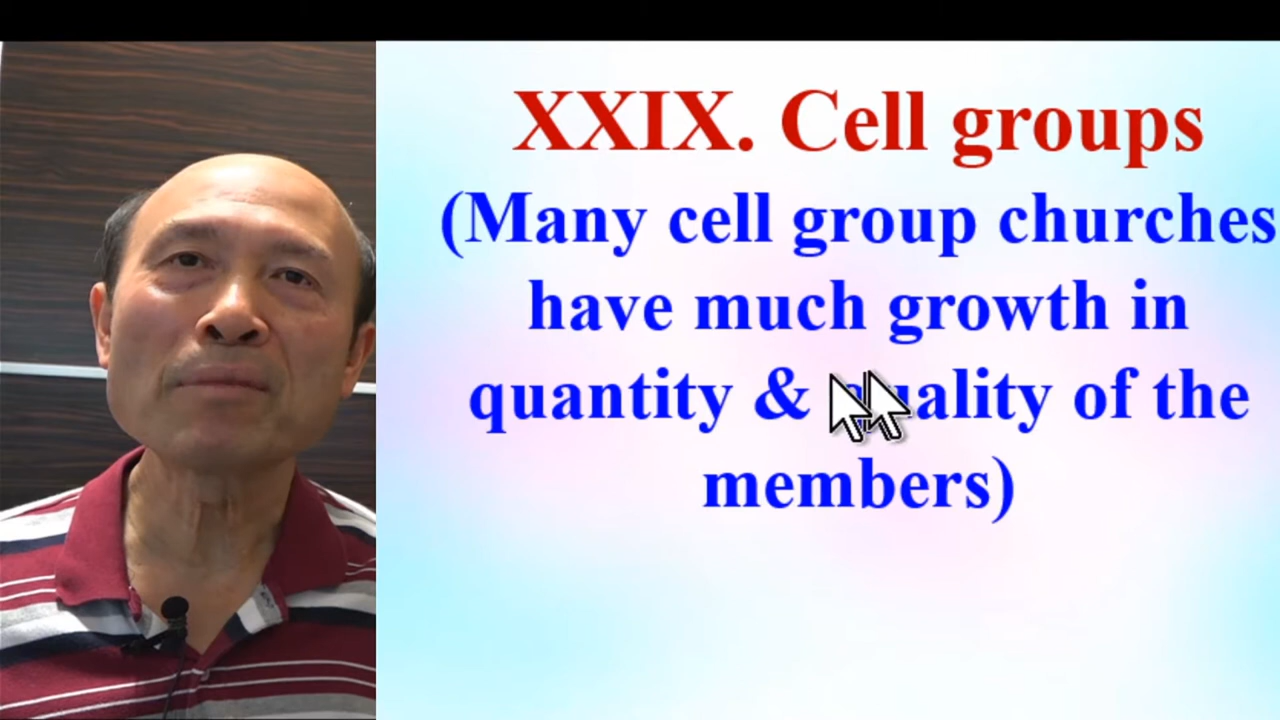 XXIX. Cell groups
(Many cell group churches
have much growth in
quantity & quality of the
members)